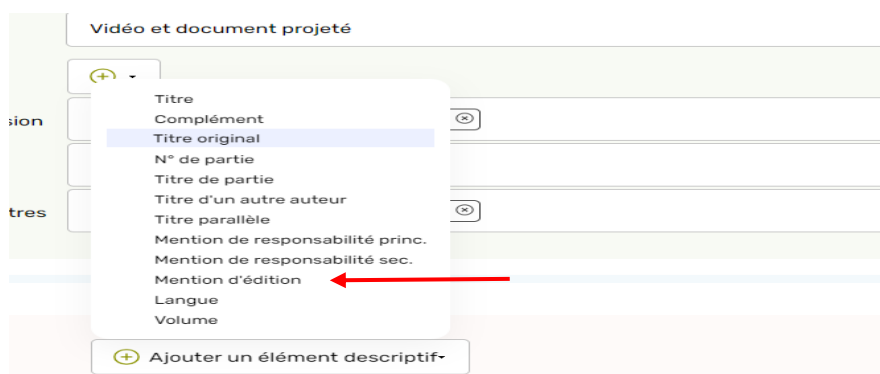 Vidéo et document projeté
Titre
sion
Complément
Titre original
N° de partie
Titre de partie
Titre d'un autre auteur
tres
Titre parallèle
Mention de responsabilité princ.
Mention de responsabilité sec.
Mention d'édition
Langue
Volume
Ajouter un élément descriptif